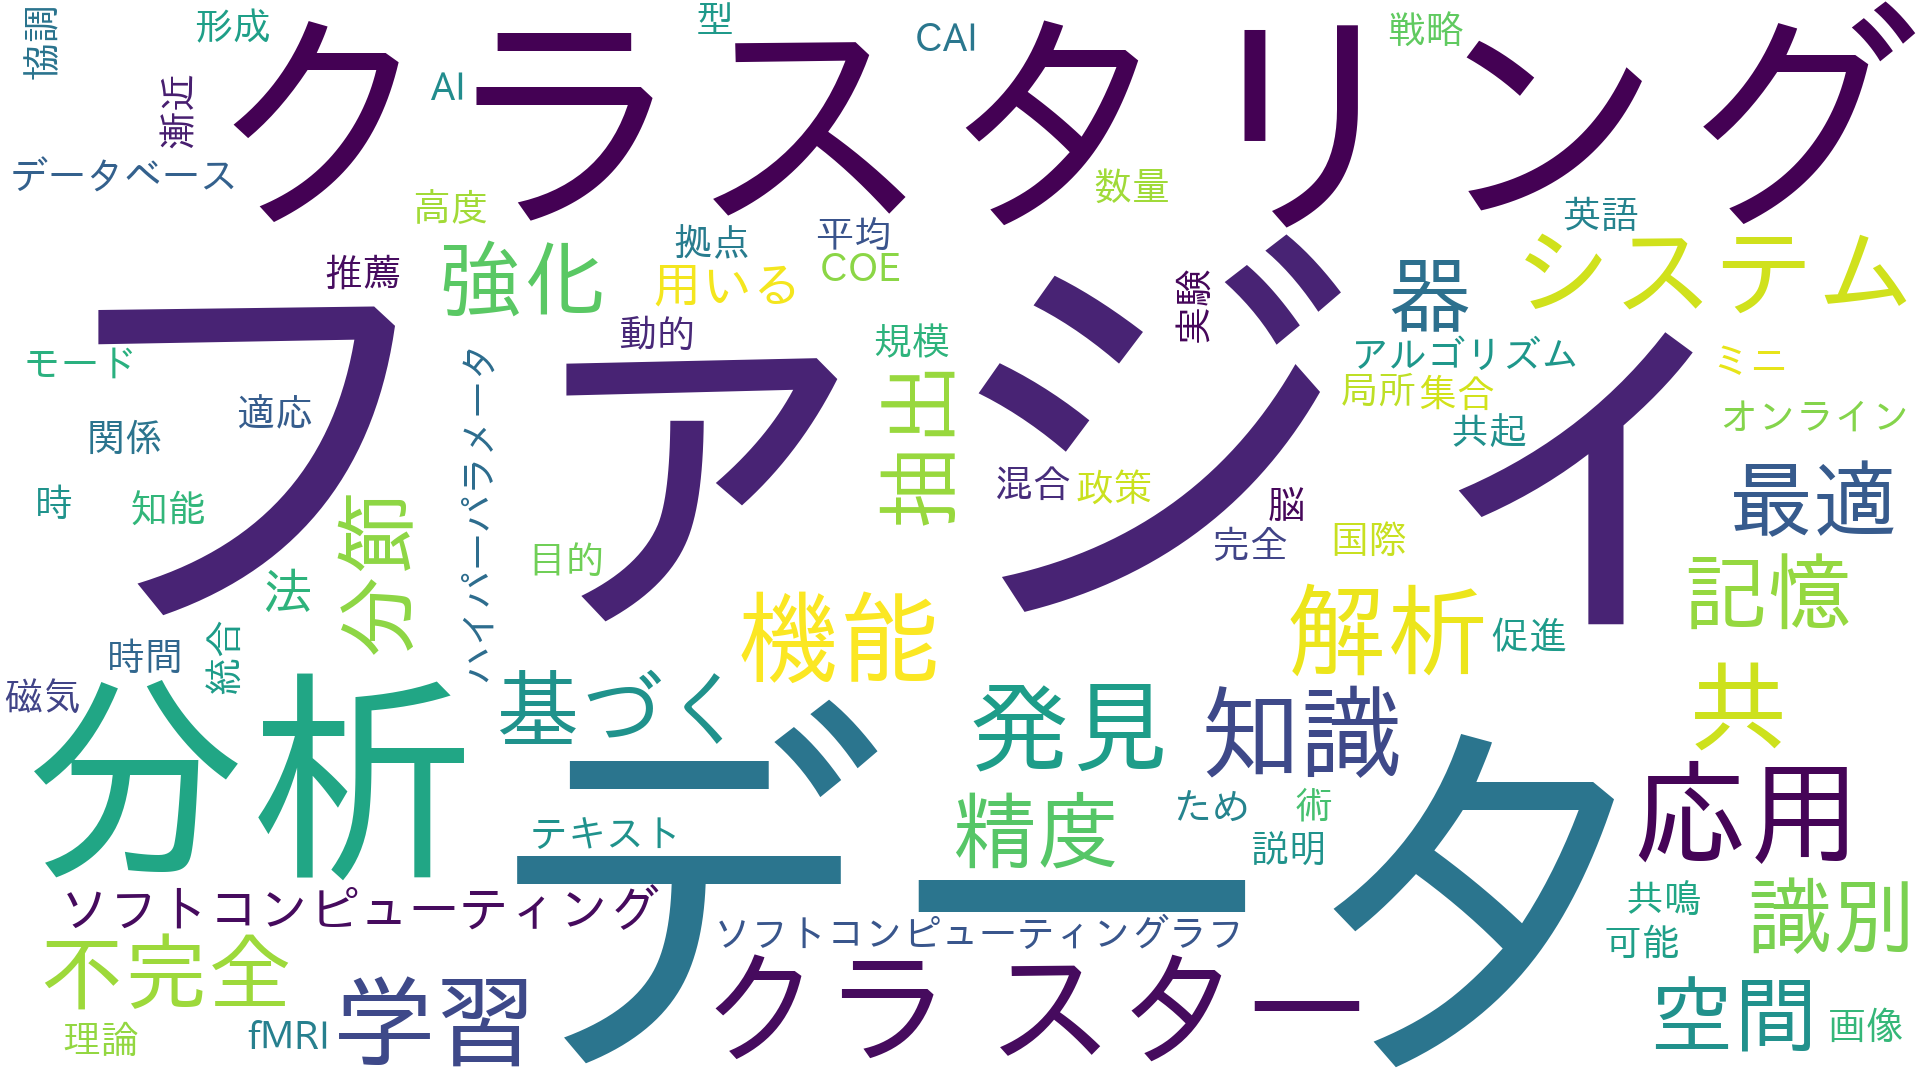 協調
形成
型
CAI
戦略
クラスタリング
AI
漸近
データベース
高度
数量
英語
拠点
平均
強化
推薦
用いる
COE
実験
器
システム
動的
規模
モード
ファジイ
アルゴリズム
ミニ
局所
集合
オンライン
適応
関係
共起
ハイパーパラメータ
抽出
混合
政策
時
知能
最適
分節
脳
完全
国際
目的
法
記憶
機能
解析
促進
統合
時間
磁気
分析
基づく
発見
知識
共
データ
応用
テキスト
精度
ため
術
説明
ソフトコンピューティング
ソフトコンピューティングラフ
共鳴
識別
可能
不完全
学習
クラスター
空間
理論
fMRI
画像